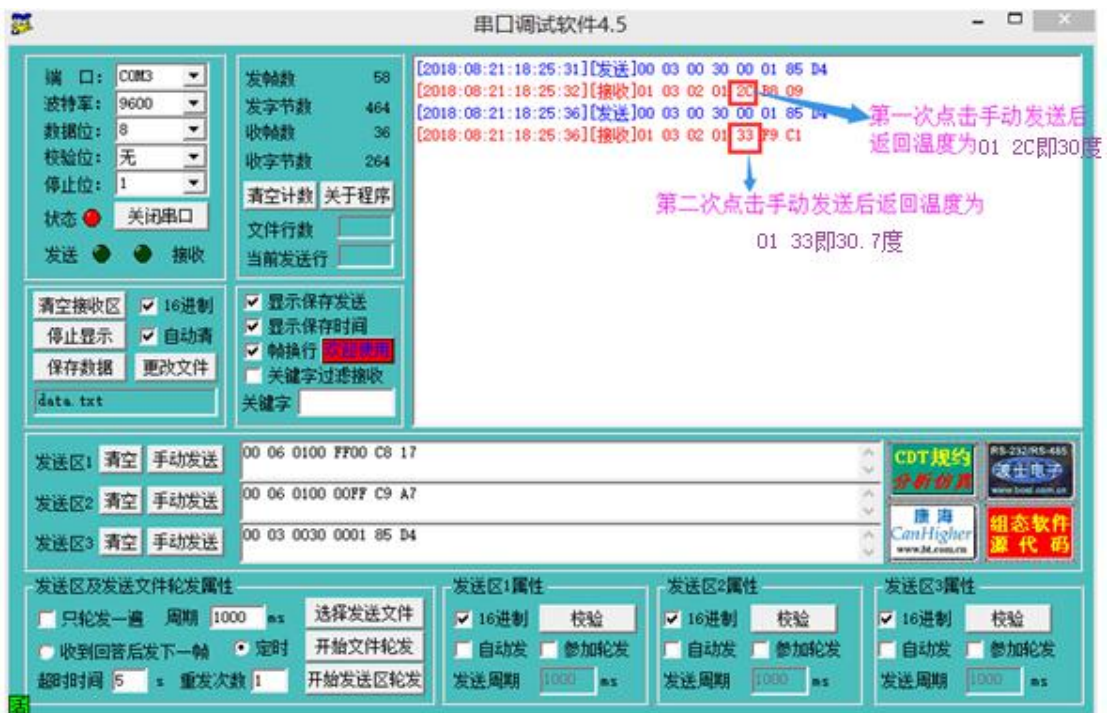 串口调试软件4.5
端 口: COM3
波特率: 9600
数据位: 8
校验位: 无
停止位: 1
状态 关闭串口
发送 接收
发帧数 58
发字节数 464
收帧数 36
收字节数 264
清空计数 关于程序
文件行数
当前发送行
[2018:08:21:18:25:31][发送]00 03 00 30 00 01 85 D4
[2018:08:21:18:25:32][接收]01 03 02 01 2C B8 09
[2018:08:21:18:25:36][发送]00 03 00 30 00 01 85 D4
[2018:08:21:18:25:36][接收]01 03 02 01 33 F9 C1
第一次点击手动发送后
返回温度为01 2C即30度
第二次点击手动发送后返回温度为
01 33即30.7度
清空接收区 16进制
停止显示 自动清
保存数据 更改文件
data.txt
显示保存发送
显示保存时间
帧换行 欢迎使用
关键字过滤接收
关键字
发送区1 清空 手动发送 00 06 0100 FF00 C8 17
发送区2 清空 手动发送 00 06 0100 00FF C9 A7
发送区3 清空 手动发送 00 03 0030 0001 85 D4
CDT规约
分析仿真
RS-232/RS-485
波仕电子
康海
CanHigher
组态软件
源代码
发送区及发送文件轮发属性
只轮发一遍 周期 1000 ms 选择发送文件
收到回答后发下一帧 定时 开始文件轮发
超时时间 5 s 重发次数 1 开始发送区轮发
发送区1属性
16进制 校验
自动发 参加轮发
发送周期 1000 ms
发送区2属性
16进制 校验
自动发 参加轮发
发送周期 1000 ms
发送区3属性
16进制 校验
自动发 参加轮发
发送周期 1000 ms